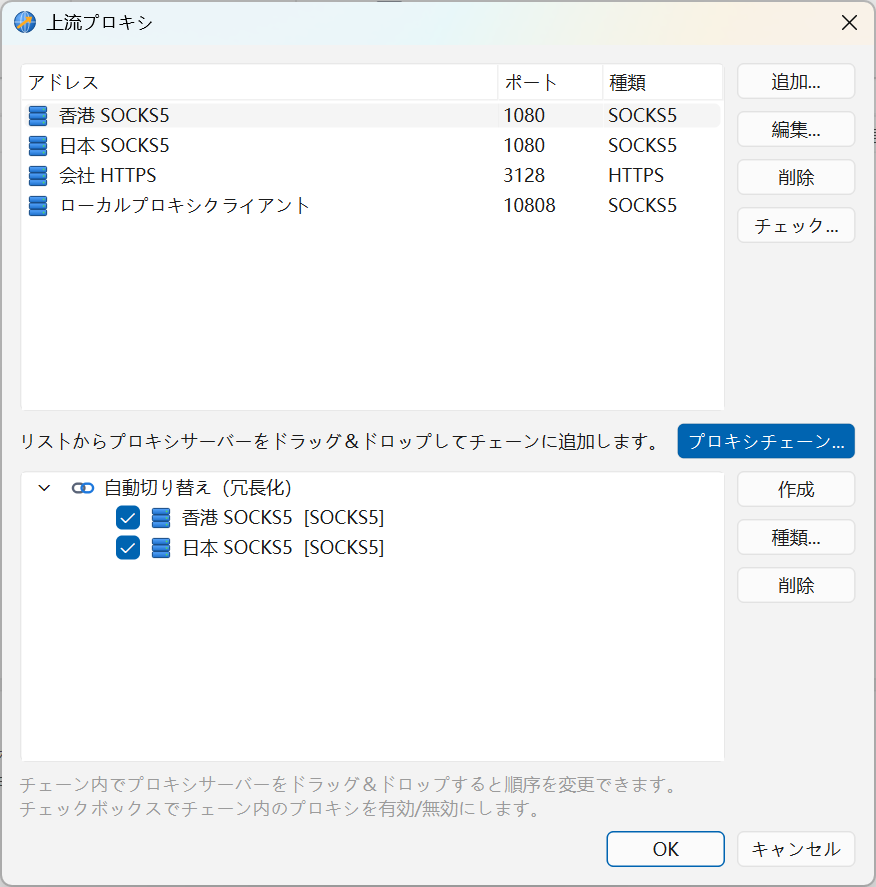 上流プロキシ
アドレス ポート 種類
香港 SOCKS5 1080 SOCKS5
日本 SOCKS5 1080 SOCKS5
会社 HTTPS 3128 HTTPS
ローカルプロキシクライアント 10808 SOCKS5
追加...
編集...
削除
チェック...
リストからプロキシサーバーをドラッグ＆ドロップしてチェーンに追加します。
プロキシチェーン...
自動切り替え（冗長化）
香港 SOCKS5 [SOCKS5]
日本 SOCKS5 [SOCKS5]
作成
種類...
削除
チェーン内でプロキシサーバーをドラッグ＆ドロップすると順序を変更できます。
チェックボックスでチェーン内のプロキシを有効/無効にします。
OK キャンセル